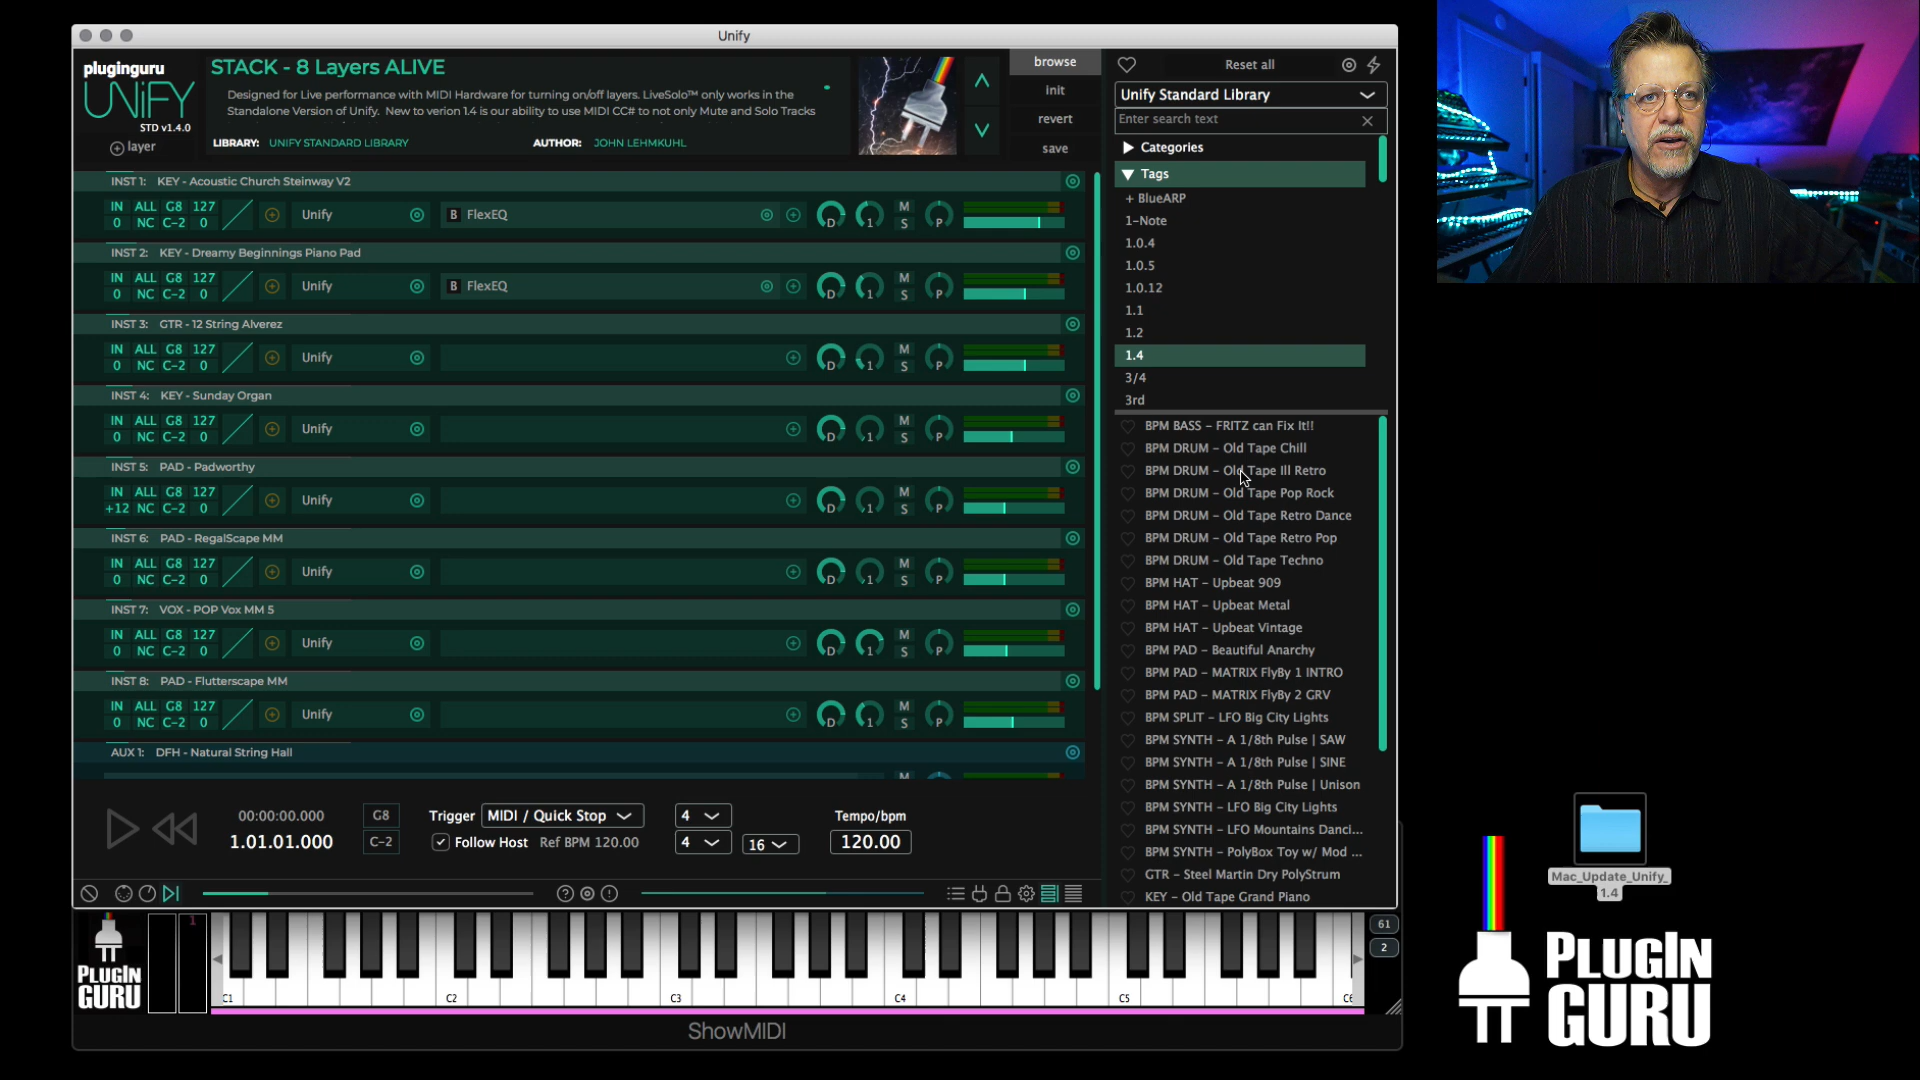 Unify
pluginguru
UNiFY
STD v1.4.0
layer
STACK - 8 Layers ALIVE
Designed for Live performance with MIDI Hardware for turning on/off layers. LiveSolo™ only works in the
Standalone Version of Unify. New to verion 1.4 is our ability to use MIDI CC# to not only Mute and Solo Tracks
LIBRARY: UNIFY STANDARD LIBRARY AUTHOR: JOHN LEHMKUHL
browse
init
revert
save
Reset all
Unify Standard Library
Enter search text
Categories
Tags
+ BlueARP
1-Note
1.0.4
1.0.5
1.0.12
1.1
1.2
1.4
3/4
3rd
BPM BASS - FRITZ can Fix It!!
BPM DRUM - Old Tape Chill
BPM DRUM - Old Tape Ill Retro
BPM DRUM - Old Tape Pop Rock
BPM DRUM - Old Tape Retro Dance
BPM DRUM - Old Tape Retro Pop
BPM DRUM - Old Tape Techno
BPM HAT - Upbeat 909
BPM HAT - Upbeat Metal
BPM HAT - Upbeat Vintage
BPM PAD - Beautiful Anarchy
BPM PAD - MATRIX FlyBy 1 INTRO
BPM PAD - MATRIX FlyBy 2 GRV
BPM SPLIT - LFO Big City Lights
BPM SYNTH - A 1/8th Pulse | SAW
BPM SYNTH - A 1/8th Pulse | SINE
BPM SYNTH - A 1/8th Pulse | Unison
BPM SYNTH - LFO Big City Lights
BPM SYNTH - LFO Mountains Danci...
BPM SYNTH - PolyBox Toy w/ Mod ...
GTR - Steel Martin Dry PolyStrum
KEY - Old Tape Grand Piano
INST 1: KEY - Acoustic Church Steinway V2
IN ALL G8 127
0 NC C-2 0
Unify
B FlexEQ
D 1 M S P
INST 2: KEY - Dreamy Beginnings Piano Pad
IN ALL G8 127
0 NC C-2 0
Unify
B FlexEQ
D 1 M S P
INST 3: GTR - 12 String Alverez
IN ALL G8 127
0 NC C-2 0
Unify
D 1 M S P
INST 4: KEY - Sunday Organ
IN ALL G8 127
0 NC C-2 0
Unify
D 1 M S P
INST 5: PAD - Padworthy
IN ALL G8 127
+12 NC C-2 0
Unify
D 1 M S P
INST 6: PAD - RegalScape MM
IN ALL G8 127
0 NC C-2 0
Unify
D 1 M S P
INST 7: VOX - POP Vox MM 5
IN ALL G8 127
0 NC C-2 0
Unify
D 1 M S P
INST 8: PAD - Flutterscape MM
IN ALL G8 127
0 NC C-2 0
Unify
D 1 M S P
AUX 1: DFH - Natural String Hall
M
00:00:00.000
1.01.01.000
G8
C-2
Trigger MIDI / Quick Stop
Follow Host Ref BPM 120.00
4
4 16
Tempo/bpm
120.00
1
PLUGIN
GURU
C1 C2 C3 C4 C5 C6
61
2
ShowMIDI
Mac_Update_Unify_
1.4
PLUGIN
GURU